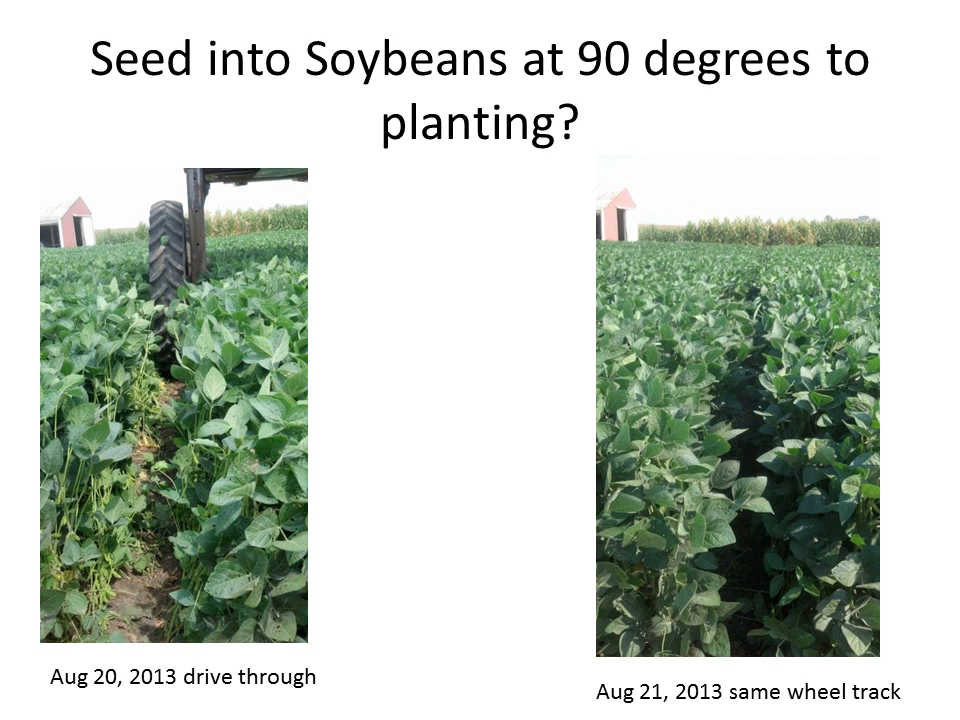 Seed into Soybeans at 90 degrees to
planting?
Aug 20, 2013 drive through
Aug 21, 2013 same wheel track